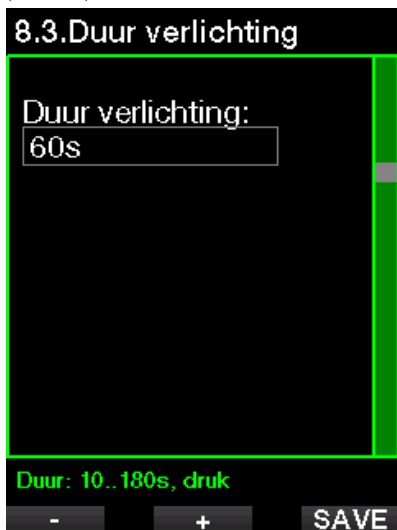 8.3.Duur verlichting
Duur verlichting:
60s
Duur: 10..180s, druk
- + SAVE